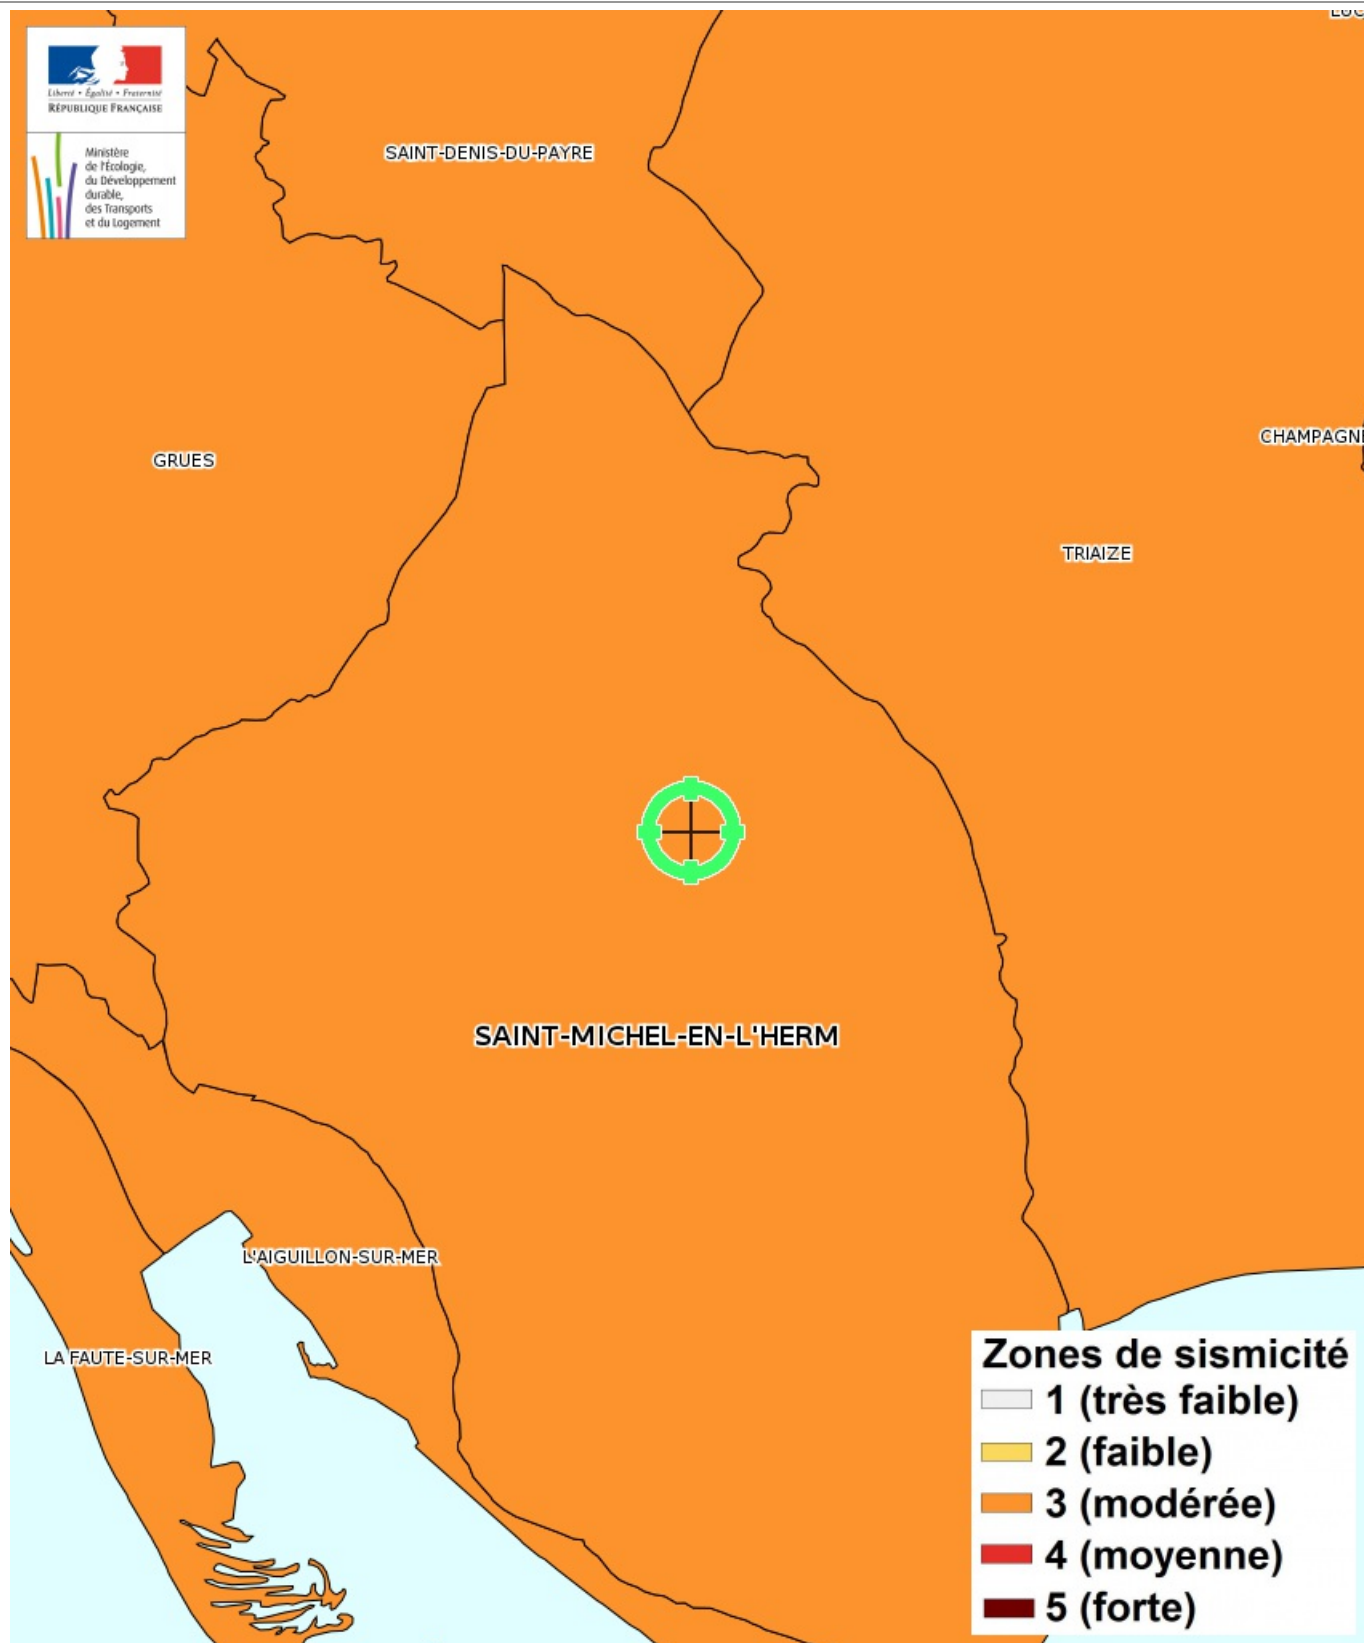 Liberté • Égalité • Fraternité
RÉPUBLIQUE FRANÇAISE
Ministère
de l'Écologie,
du Développement
durable,
des Transports
et du Logement
SAINT-DENIS-DU-PAYRE
GRUES
CHAMPAGNÉ
TRIAIZE
SAINT-MICHEL-EN-L'HERM
L'AIGUILLON-SUR-MER
LA FAUTE-SUR-MER
Zones de sismicité
1 (très faible)
2 (faible)
3 (modérée)
4 (moyenne)
5 (forte)